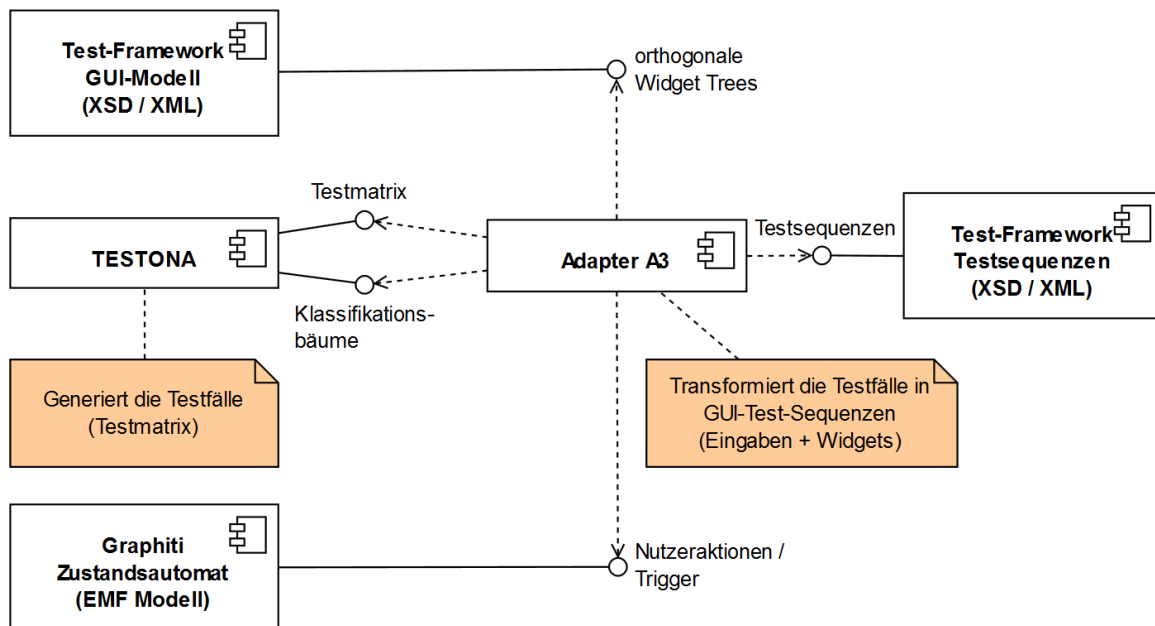 Test-Framework
GUI-Modell
(XSD / XML)
orthogonale
Widget Trees
Testmatrix
TESTONA
Klassifikations-
bäume
Adapter A3
Testsequenzen
Test-Framework
Testsequenzen
(XSD / XML)
Generiert die Testfälle
(Testmatrix)
Transformiert die Testfälle in
GUI-Test-Sequenzen
(Eingaben + Widgets)
Graphiti
Zustandsautomat
(EMF Modell)
Nutzeraktionen /
Trigger